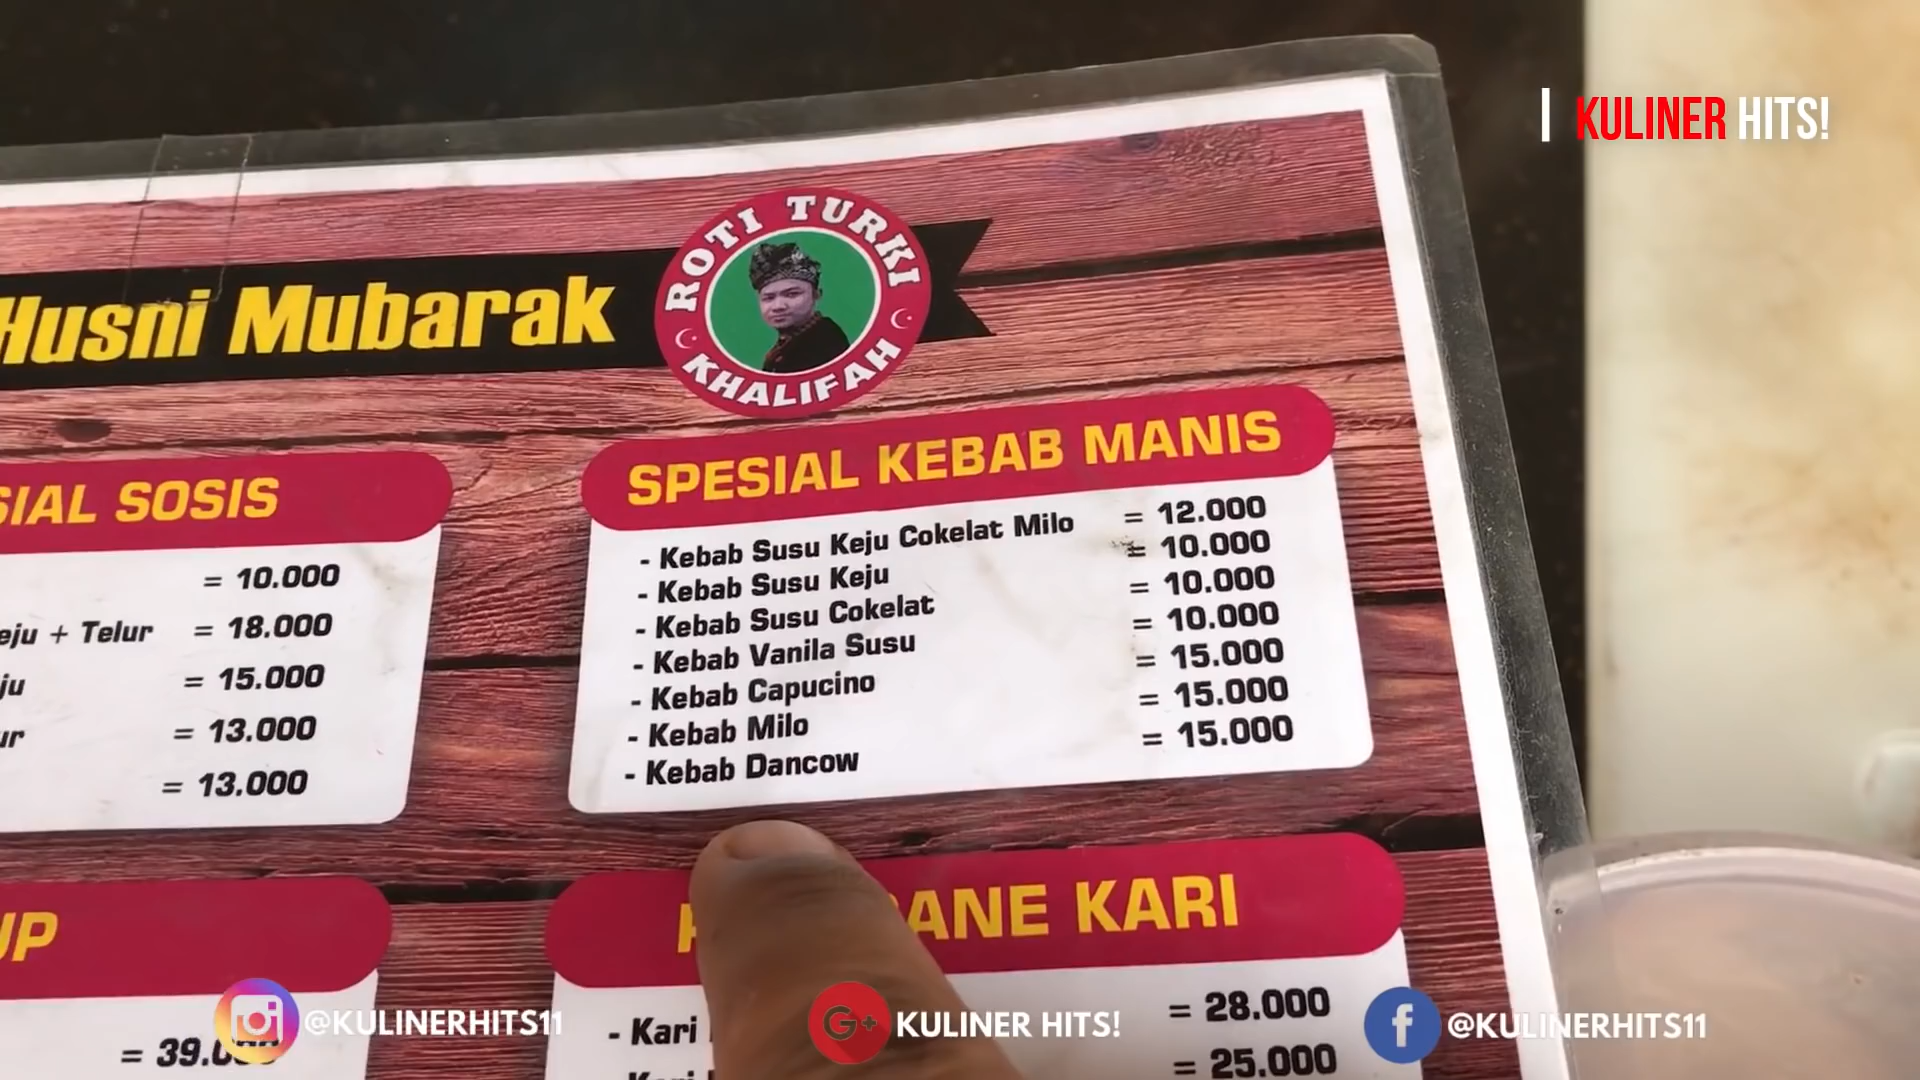 KULINER HITS!
ROTI TURKI
KHALIFAH
Husni Mubarak
SIAL SOSIS
= 10.000
eju + Telur = 18.000
ju = 15.000
ur = 13.000
= 13.000
SPESIAL KEBAB MANIS
- Kebab Susu Keju Cokelat Milo = 12.000
- Kebab Susu Keju = 10.000
- Kebab Susu Cokelat = 10.000
- Kebab Vanila Susu = 10.000
- Kebab Capucino = 15.000
- Kebab Milo = 15.000
- Kebab Dancow = 15.000
UP
= 39.0
ANE KARI
- Kari = 28.000
= 25.000
@KULINERHITS11
G+ KULINER HITS!
f @KULINERHITS11